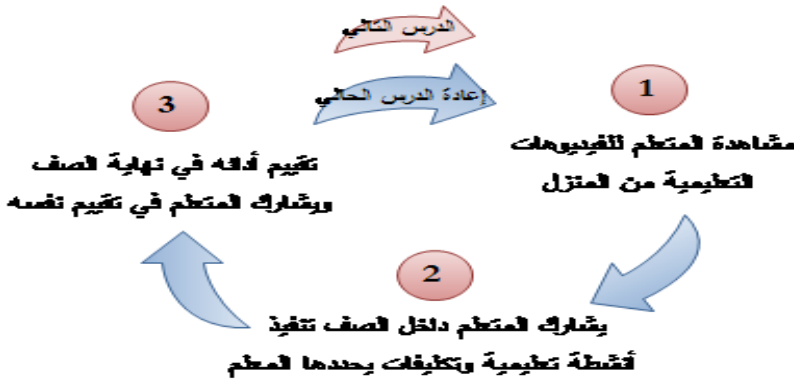 الدرس التالي
إعادة الدرس الحالي
1
مشاهدة المتعلم للفيديوهات
التعليمية من المنزل
2
يشارك المتعلم داخل الصف تنفيذ
أنشطة تعليمية وتكليفات يحددها المعلم
3
تقييم أدائه في نهاية الصف
ويشارك المتعلم في تقييم نفسه